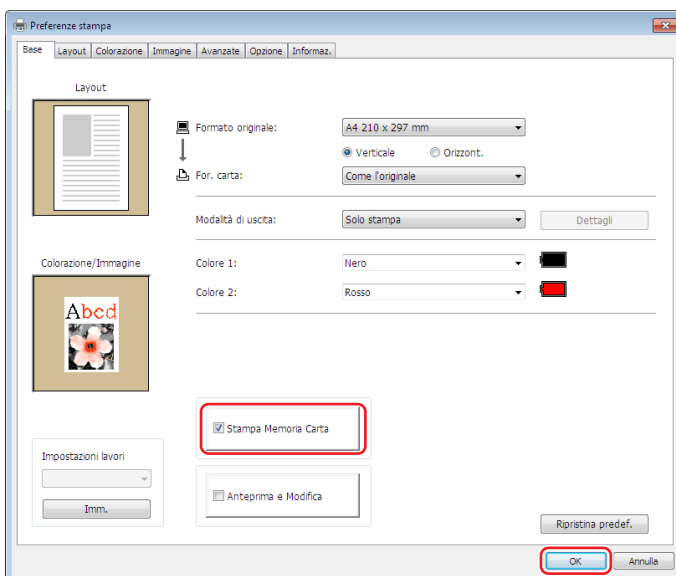 Preferenze stampa
Base Layout Colorazione Immagine Avanzate Opzione Informaz.
Layout
Formato originale: A4 210 x 297 mm
Verticale Orizzont.
For. carta: Come l'originale
Modalità di uscita: Solo stampa Dettagli
Colorazione/Immagine
Colore 1: Nero
Colore 2: Rosso
Abcd
Stampa Memoria Carta
Impostazioni lavori
Anteprima e Modifica
Imm.
Ripristina predef.
OK Annulla